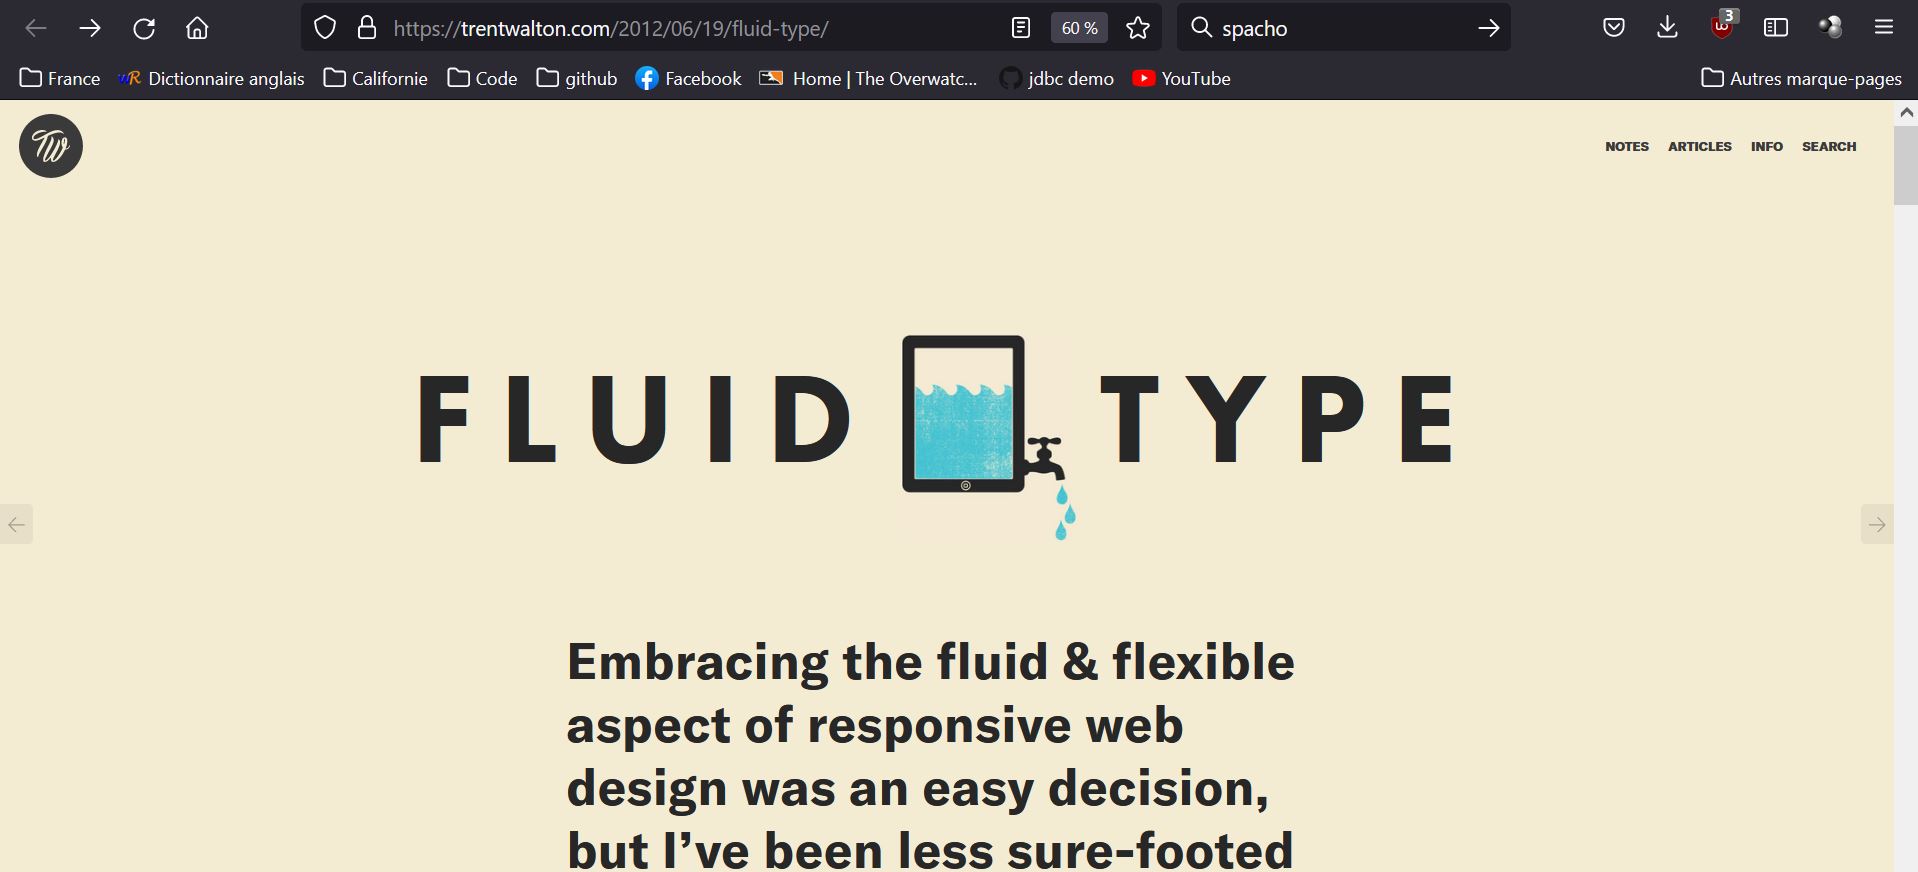 https://trentwalton.com/2012/06/19/fluid-type/ 60 % spacho 3
France Dictionnaire anglais Californie Code github Facebook Home | The Overwatc... jdbc demo YouTube Autres marque-pages
TW NOTES ARTICLES INFO SEARCH
FLUID TYPE
Embracing the fluid & flexible
aspect of responsive web
design was an easy decision,
but I’ve been less sure-footed